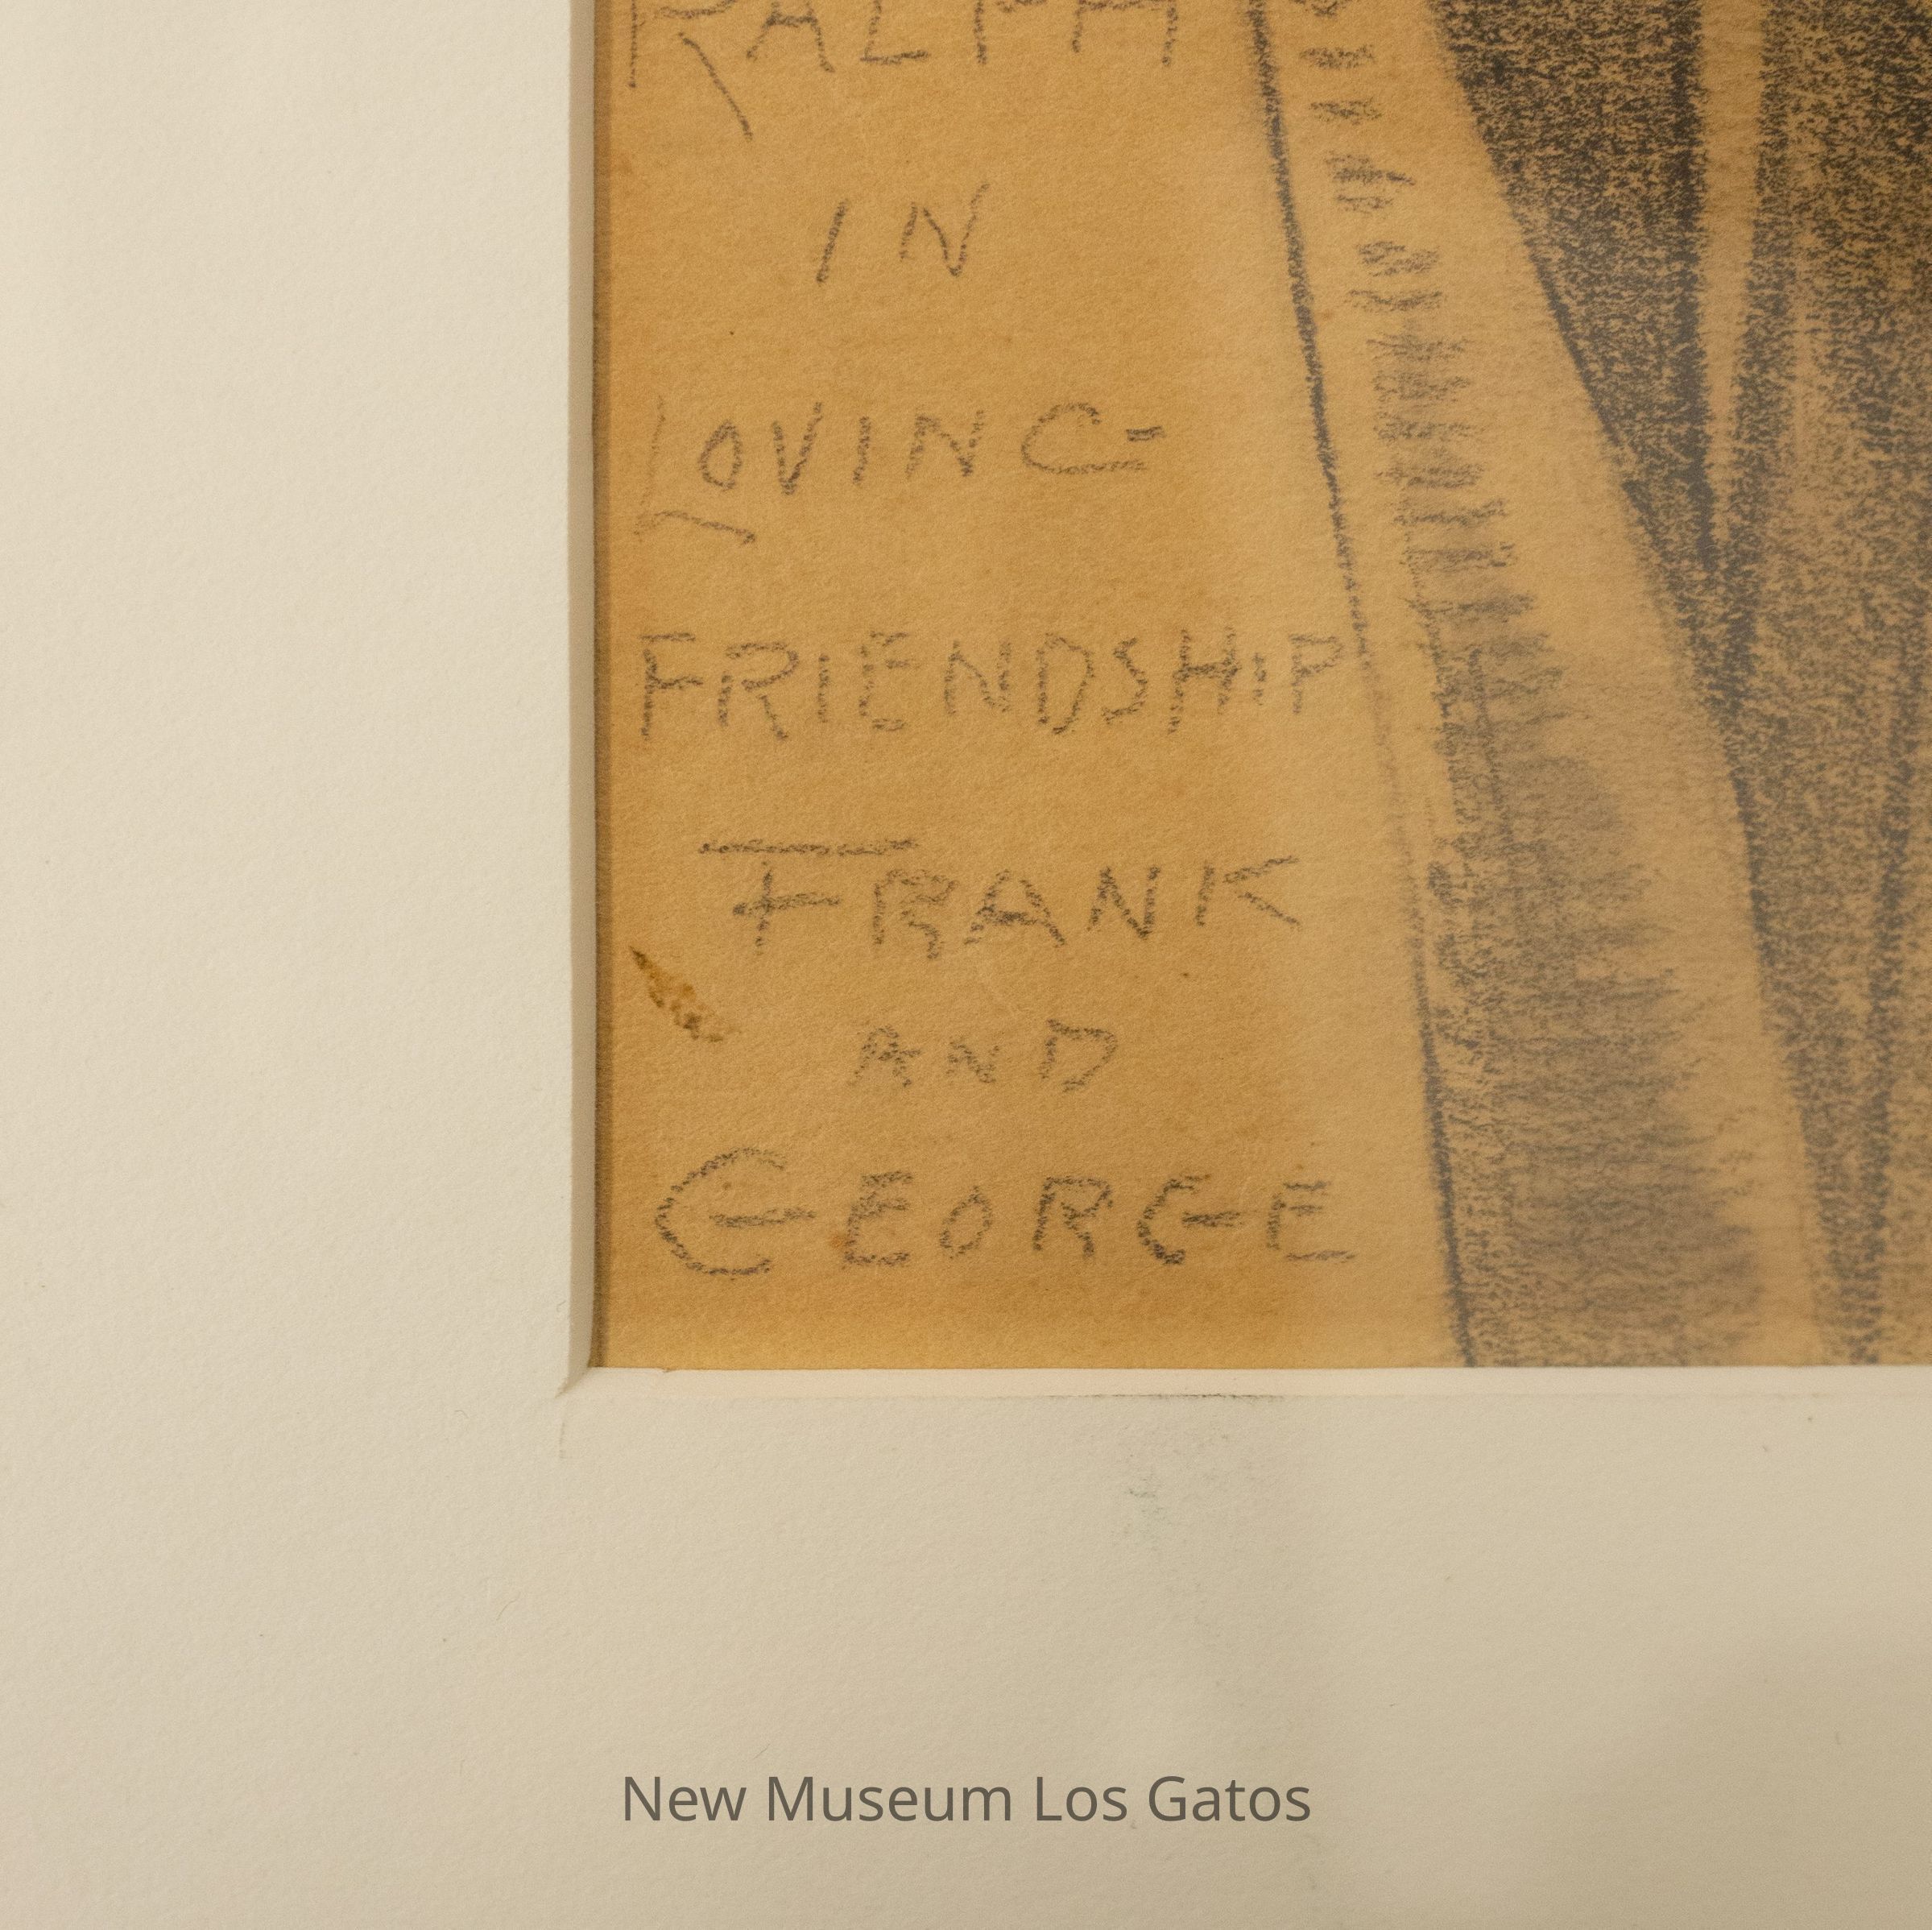 RALPH
IN
LOVING
FRIENDSHIP
FRANK
AND
GEORGE
New Museum Los Gatos